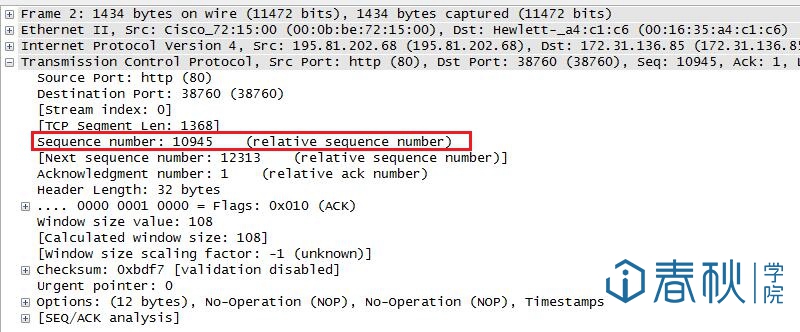 Frame 2: 1434 bytes on wire (11472 bits), 1434 bytes captured (11472 bits)
Ethernet II, Src: Cisco_72:15:00 (00:0b:be:72:15:00), Dst: Hewlett-_a4:c1:c6 (00:16:35:a4:c1:c6)
Internet Protocol Version 4, Src: 195.81.202.68 (195.81.202.68), Dst: 172.31.136.85 (172.31.136.85
Transmission Control Protocol, Src Port: http (80), Dst Port: 38760 (38760), Seq: 10945, Ack: 1, L
Source Port: http (80)
Destination Port: 38760 (38760)
[Stream index: 0]
[TCP Segment Len: 1368]
Sequence number: 10945 (relative sequence number)
[Next sequence number: 12313 (relative sequence number)]
Acknowledgment number: 1 (relative ack number)
Header Length: 32 bytes
.... 0000 0001 0000 = Flags: 0x010 (ACK)
Window size value: 108
[Calculated window size: 108]
[Window size scaling factor: -1 (unknown)]
Checksum: 0xbdf7 [validation disabled]
Urgent pointer: 0
Options: (12 bytes), No-Operation (NOP), No-Operation (NOP), Timestamps
[SEQ/ACK analysis]
春秋学院